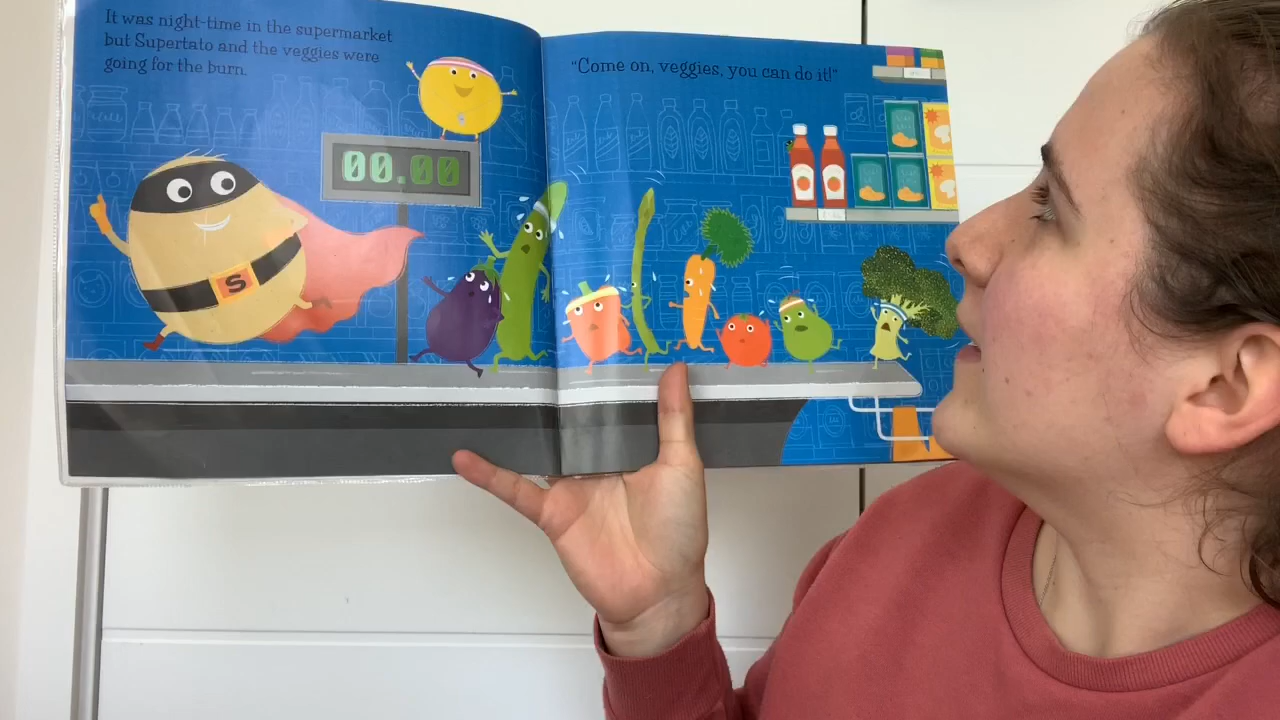 It was night-time in the supermarket
but Supertato and the veggies were
going for the burn.
"Come on, veggies, you can do it!"
00.00
S